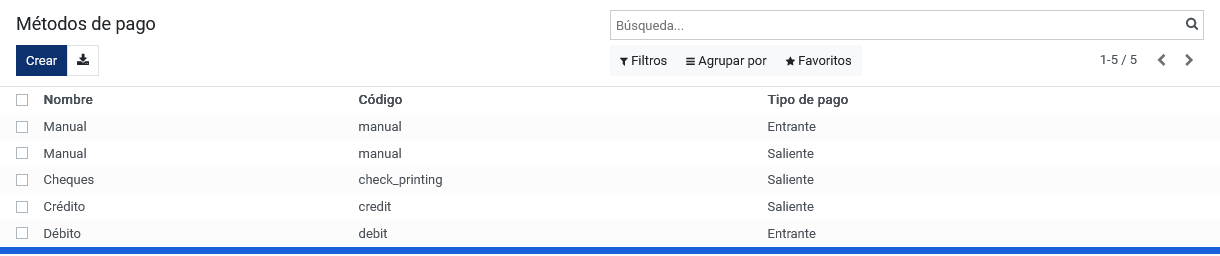 Métodos de pago
Búsqueda...
Crear
Filtros Agrupar por Favoritos
1-5 / 5
Nombre Código Tipo de pago
Manual manual Entrante
Manual manual Saliente
Cheques check_printing Saliente
Crédito credit Saliente
Débito debit Entrante